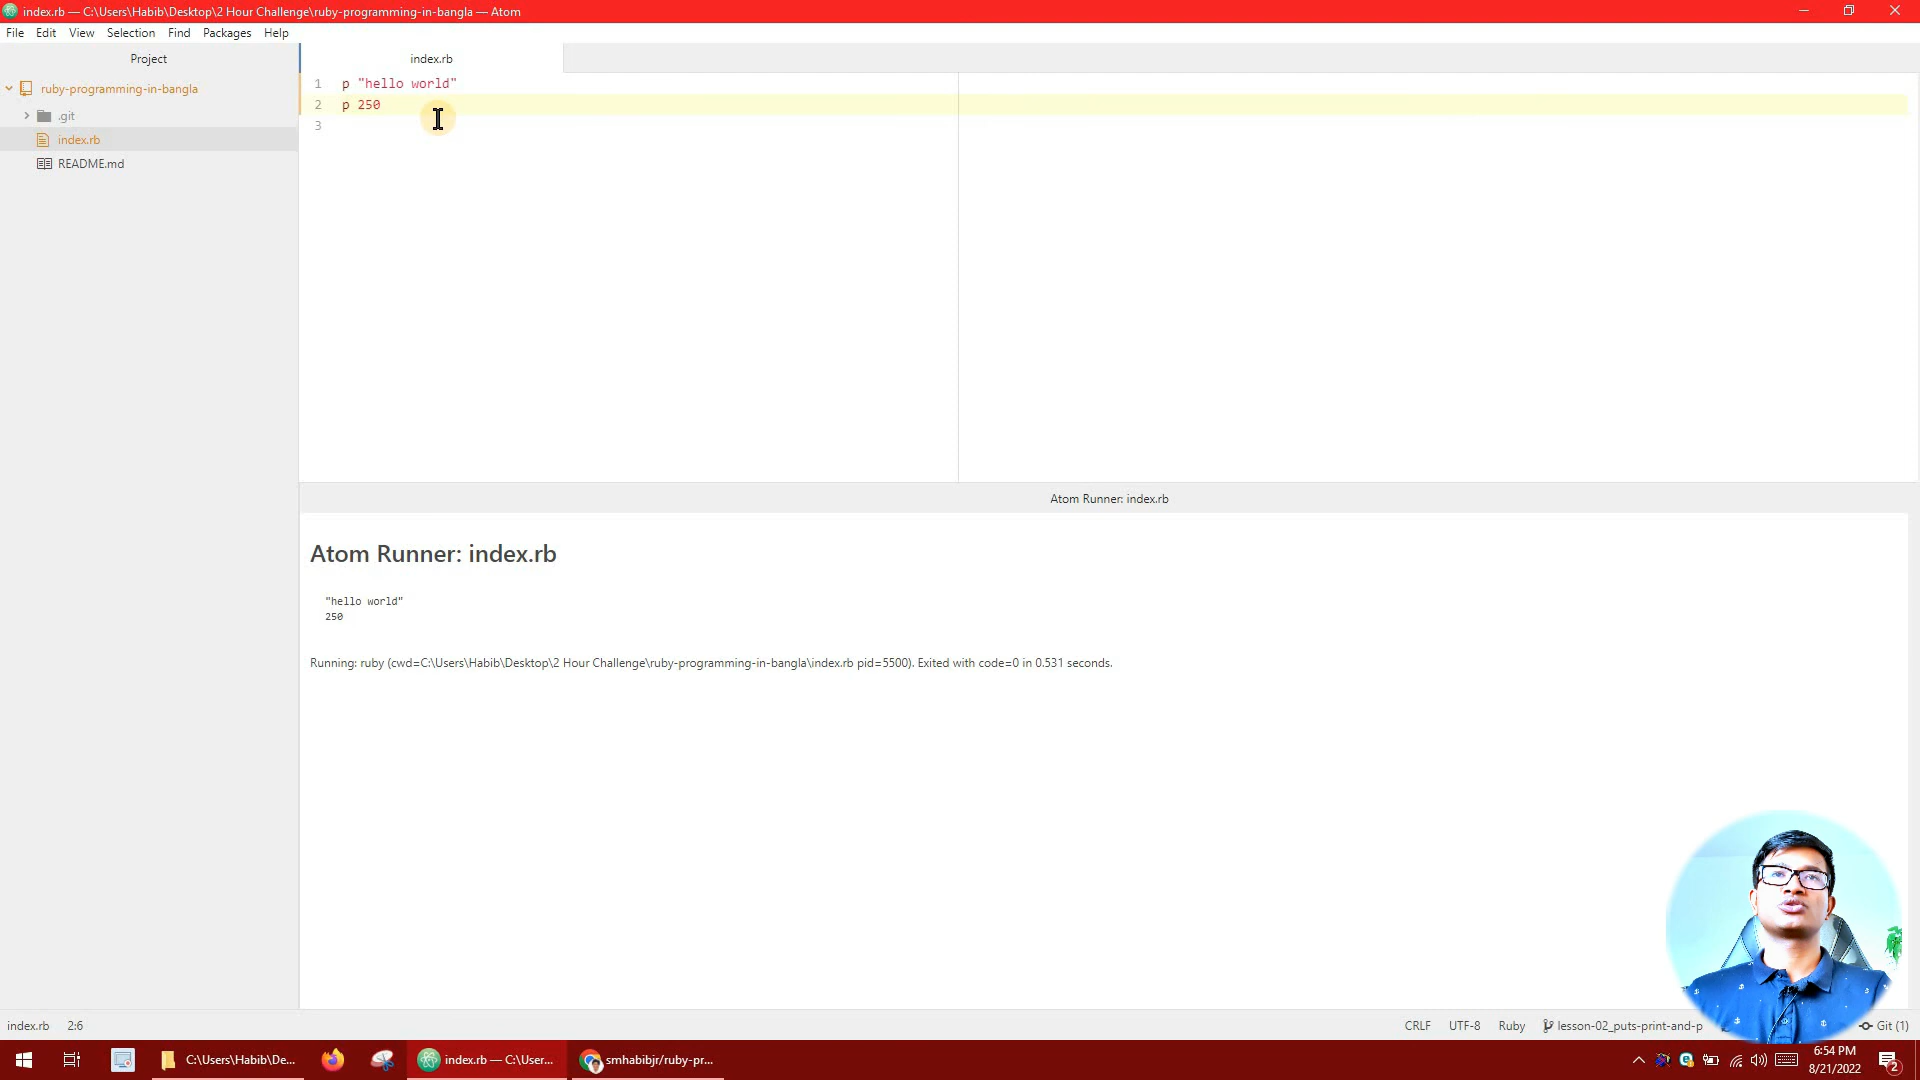 index.rb — C:\Users\Habib\Desktop\2 Hour Challenge\ruby-programming-in-bangla — Atom
File Edit View Selection Find Packages Help
Project
index.rb
ruby-programming-in-bangla
.git
index.rb
README.md
1 p "hello world"
2 p 250
3
Atom Runner: index.rb
Atom Runner: index.rb
"hello world"
250
Running: ruby (cwd=C:\Users\Habib\Desktop\2 Hour Challenge\ruby-programming-in-bangla\index.rb pid=5500). Exited with code=0 in 0.531 seconds.
index.rb 2:6
CRLF UTF-8 Ruby lesson-02_puts-print-and-p Git (1)
C:\Users\Habib\De...
index.rb — C:\User...
smhabibjr/ruby-pr...
6:54 PM
8/21/2022
2